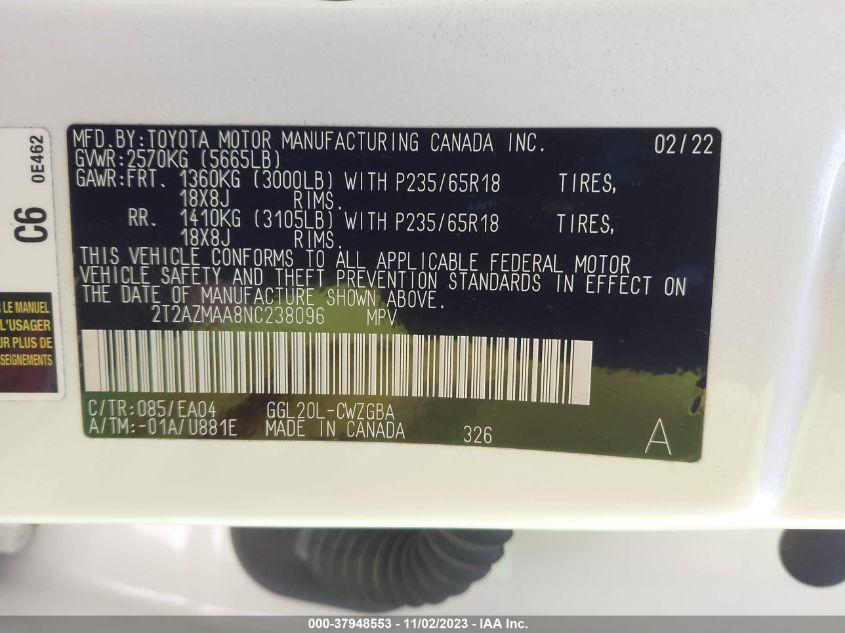 MFD.BY:TOYOTA MOTOR MANUFACTURING CANADA INC. 02/22
GVWR:2570KG (5665LB)
GAWR:FRT. 1360KG (3000LB) WITH P235/65R18 TIRES,
18X8J RIMS.
RR. 1410KG (3105LB) WITH P235/65R18 TIRES,
18X8J RIMS.
THIS VEHICLE CONFORMS TO ALL APPLICABLE FEDERAL MOTOR
VEHICLE SAFETY AND THEFT PREVENTION STANDARDS IN EFFECT ON
THE DATE OF MANUFACTURE SHOWN ABOVE.
2T2AZMAA8NC238096 MPV
C/TR:085/EA04 GGL20L-CWZGBA
A/TM:-01A/U881E MADE IN CANADA 326 A
C6 0E462
LE MANUEL
L'USAGER
UR PLUS DE
SEIGNEMENTS
000-37948553 - 11/02/2023 - IAA Inc.